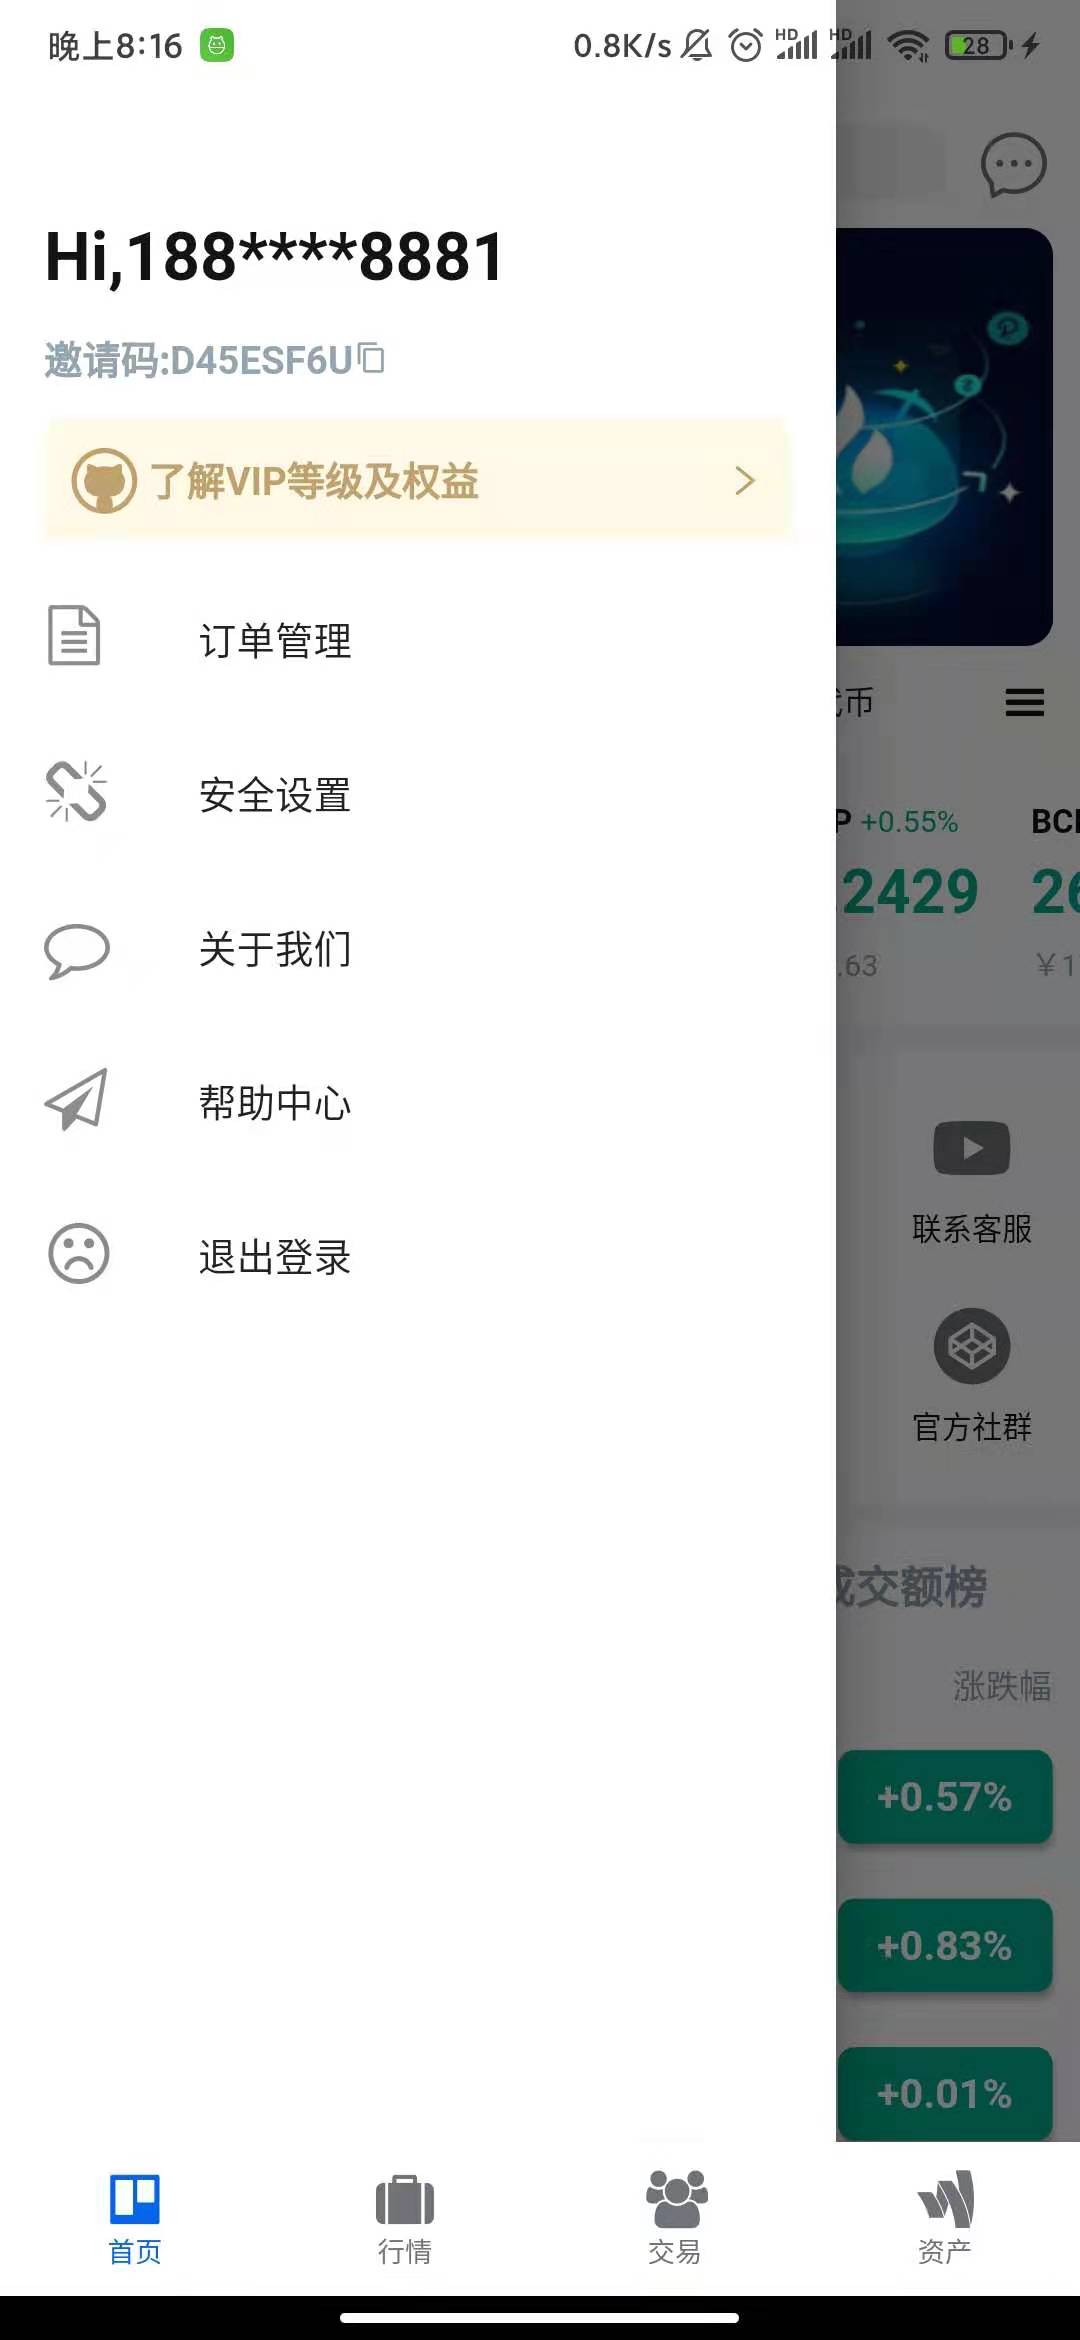 晚上8:16
0.8K/s
HD
HD
28
Hi,188****8881
邀请码:D45ESF6U
了解VIP等级及权益
订单管理
安全设置
关于我们
帮助中心
退出登录
币
P +0.55%
2429
.63
BC
26
￥1
联系客服
官方社群
成交额榜
涨跌幅
+0.57%
+0.83%
+0.01%
首页
行情
交易
资产